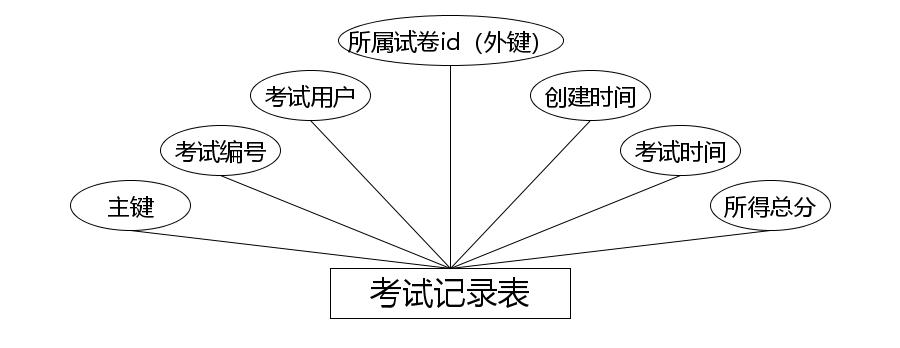 所属试卷id（外键）
考试用户
创建时间
考试编号
考试时间
主键
所得总分
考试记录表